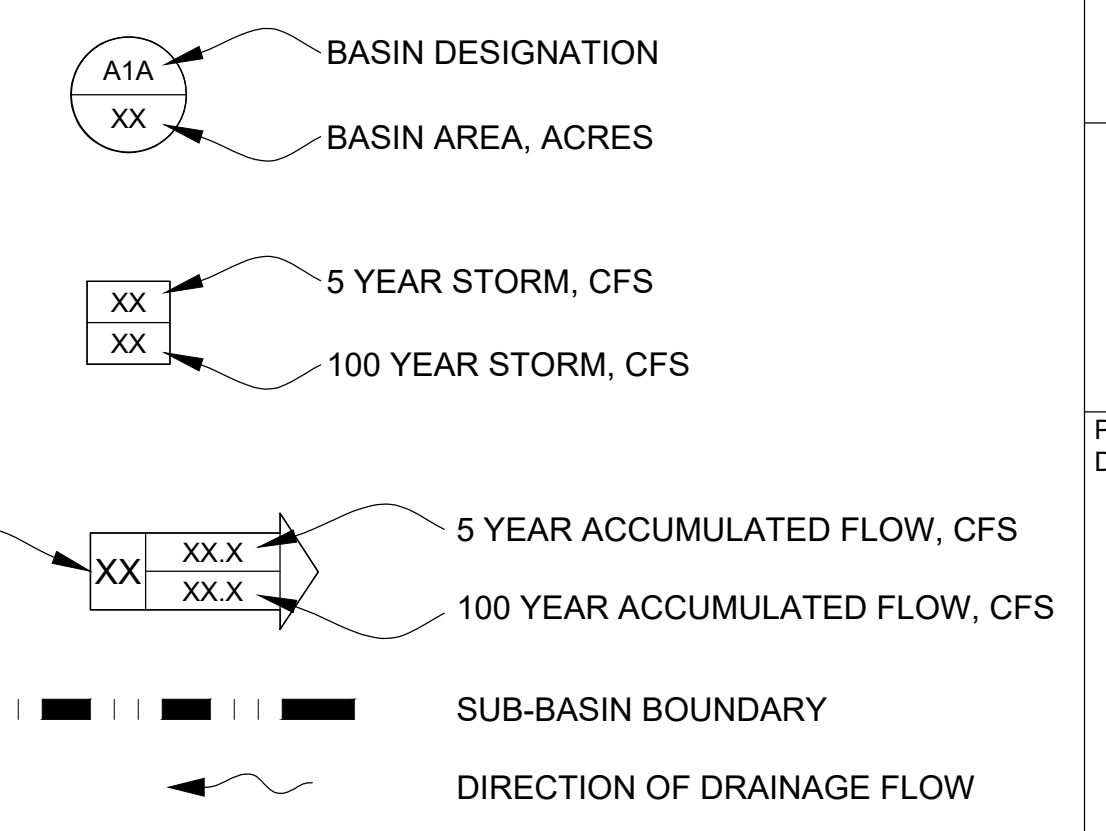 A1A
BASIN DESIGNATION
XX
BASIN AREA, ACRES
XX
5 YEAR STORM, CFS
XX
100 YEAR STORM, CFS
XX
XX.X
5 YEAR ACCUMULATED FLOW, CFS
XX.X
100 YEAR ACCUMULATED FLOW, CFS
SUB-BASIN BOUNDARY
DIRECTION OF DRAINAGE FLOW